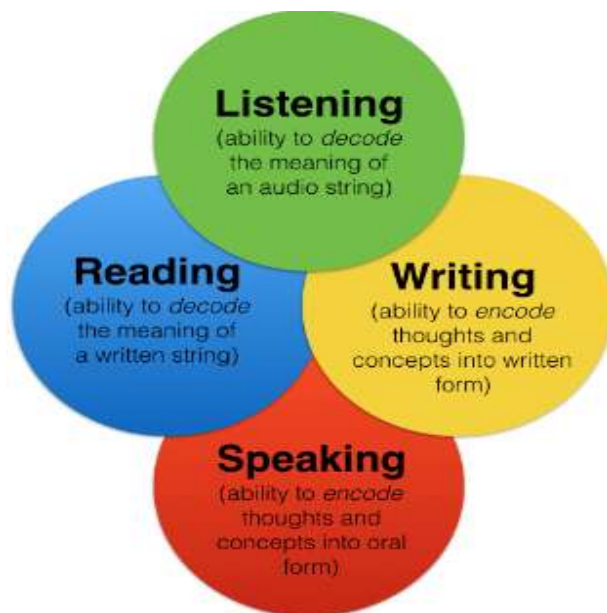 Listening
(ability to decode
the meaning of
an audio string)
Reading
(ability to decode
the meaning of
a written string)
Writing
(ability to encode
thoughts and
concepts into written
form)
Speaking
(ability to encode
thoughts and
concepts into oral
form)